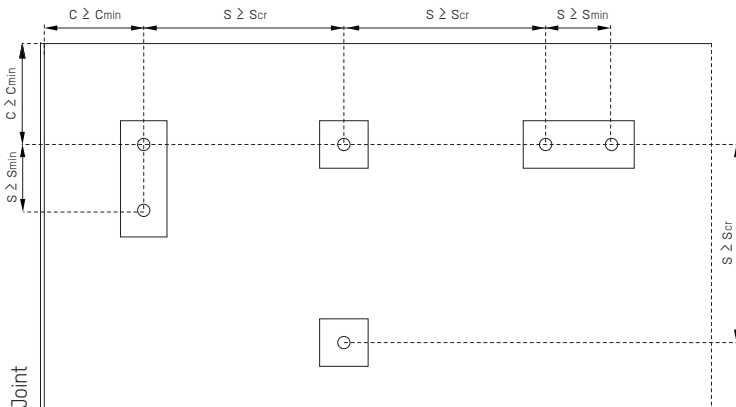 C ≥ Cmin
S ≥ Scr
S ≥ Scr
S ≥ Smin
C ≥ Cmin
S ≥ Smin
S ≥ Scr
Joint